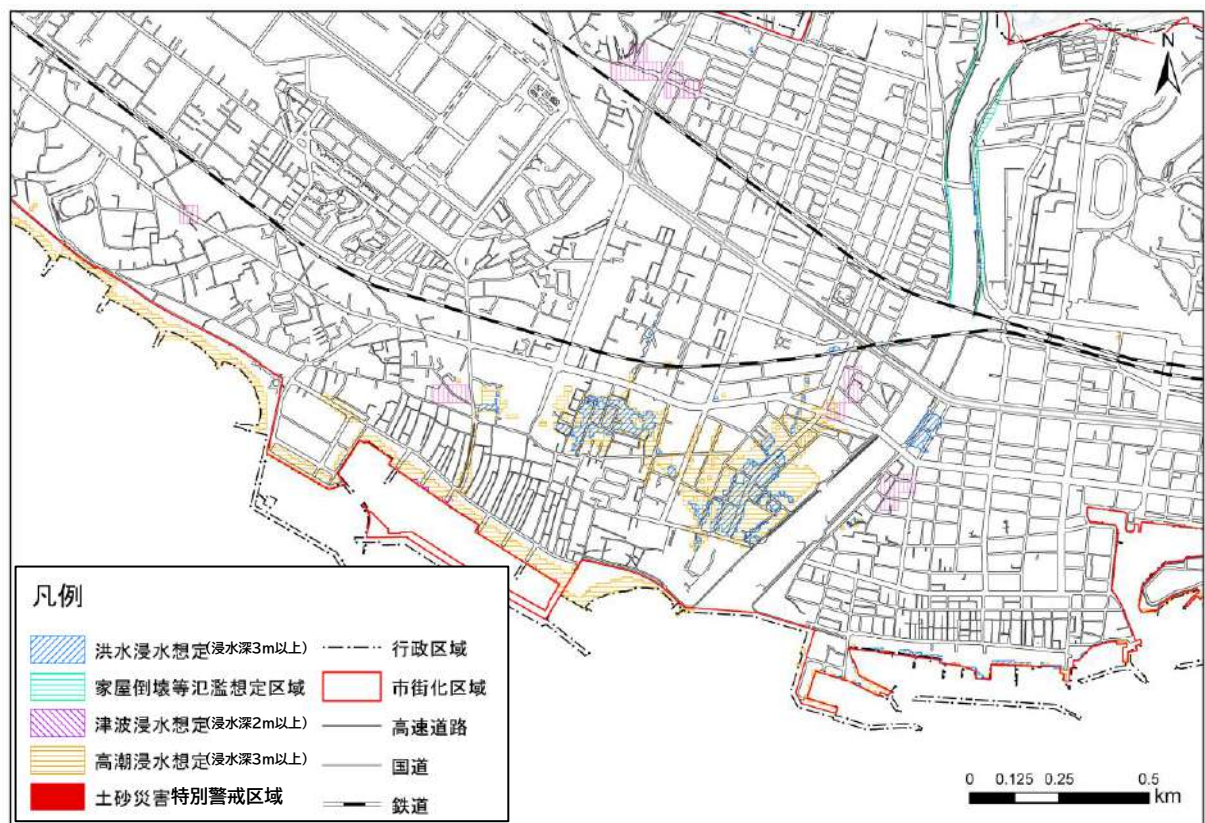 N
凡例
洪水浸水想定(浸水深3m以上)
家屋倒壊等氾濫想定区域
津波浸水想定(浸水深2m以上)
高潮浸水想定(浸水深3m以上)
土砂災害特別警戒区域
行政区域
市街化区域
高速道路
国道
鉄道
0 0.125 0.25 0.5
km